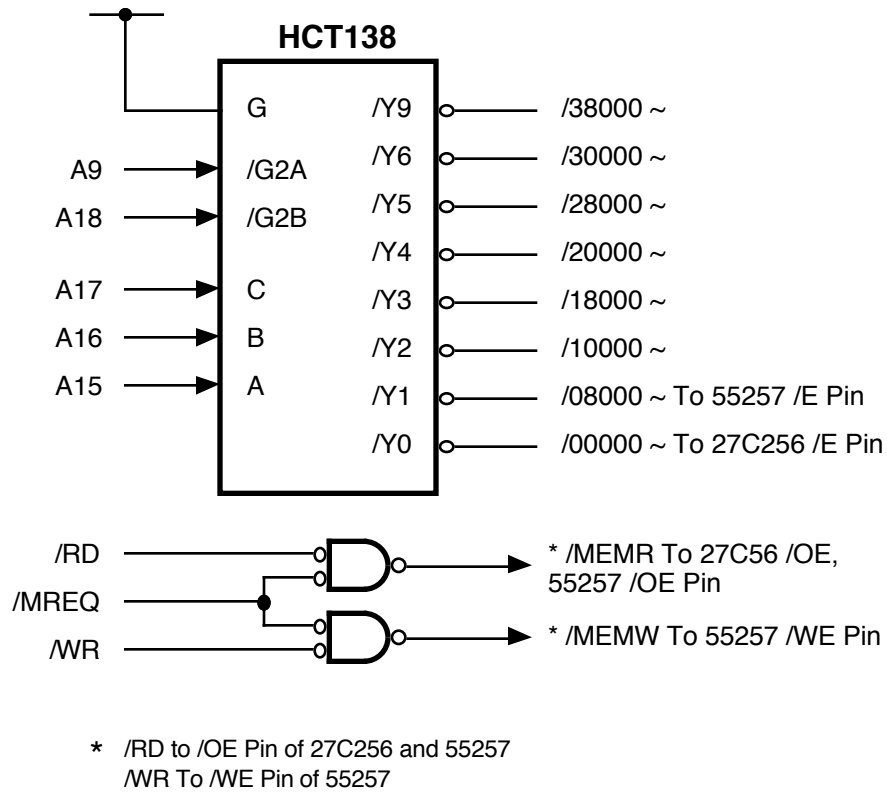 HCT138
G /Y9 /38000 ~
A9 /G2A /Y6 /30000 ~
A18 /G2B /Y5 /28000 ~
/Y4 /20000 ~
A17 C /Y3 /18000 ~
A16 B /Y2 /10000 ~
A15 A /Y1 /08000 ~ To 55257 /E Pin
/Y0 /00000 ~ To 27C256 /E Pin
/RD * /MEMR To 27C56 /OE,
55257 /OE Pin
/MREQ
/WR * /MEMW To 55257 /WE Pin
* /RD to /OE Pin of 27C256 and 55257
/WR To /WE Pin of 55257